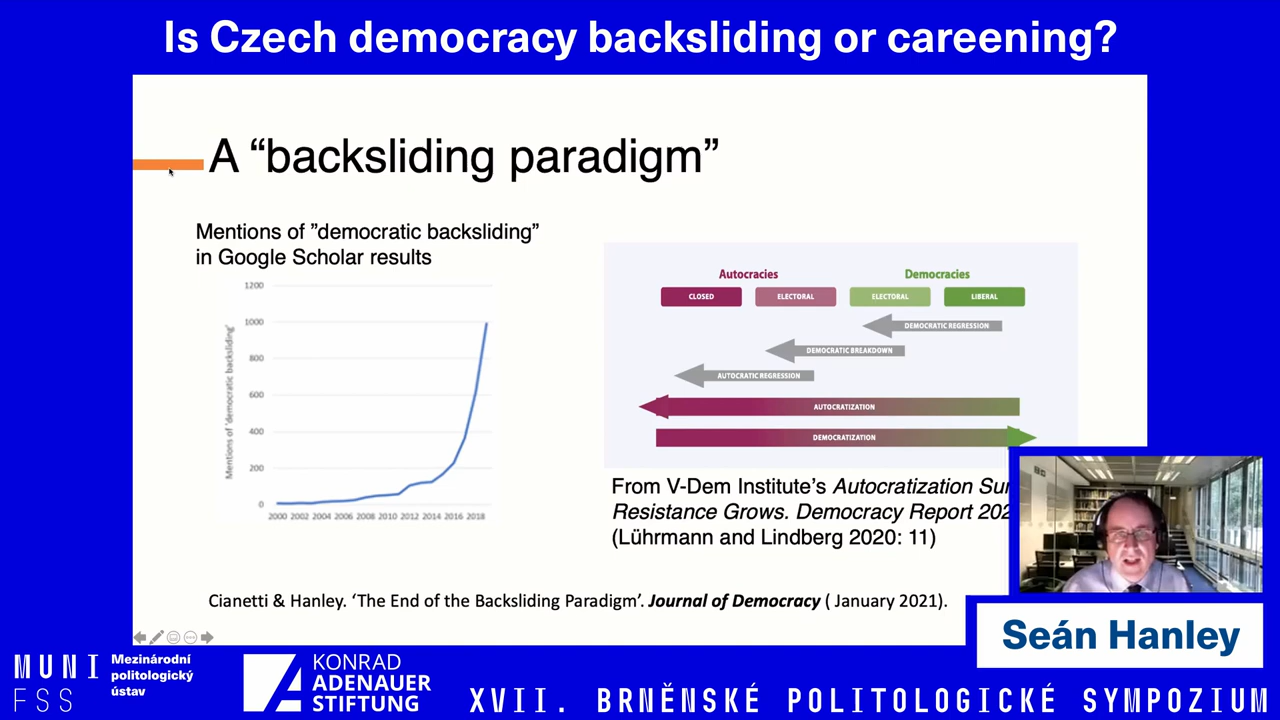 Is Czech democracy backsliding or careening?
A “backsliding paradigm”
Mentions of ”democratic backsliding”
in Google Scholar results
Mentions of 'democratic backsliding'
1200
1000
800
600
400
200
0
2000 2002 2004 2006 2008 2010 2012 2014 2016 2018
Autocracies
Democracies
CLOSED
ELECTORAL
ELECTORAL
LIBERAL
DEMOCRATIC REGRESSION
DEMOCRATIC BREAKDOWN
AUTOCRATIC REGRESSION
AUTOCRATIZATION
DEMOCRATIZATION
From V-Dem Institute’s Autocratization Sur
Resistance Grows. Democracy Report 202
(Lührmann and Lindberg 2020: 11)
Cianetti & Hanley. ‘The End of the Backsliding Paradigm’. Journal of Democracy ( January 2021).
Seán Hanley
MUNI
FSS
Mezinárodní
politologický
ústav
KONRAD
ADENAUER
STIFTUNG
XVII. BRNĚNSKÉ POLITOLOGICKÉ SYMPOZIUM